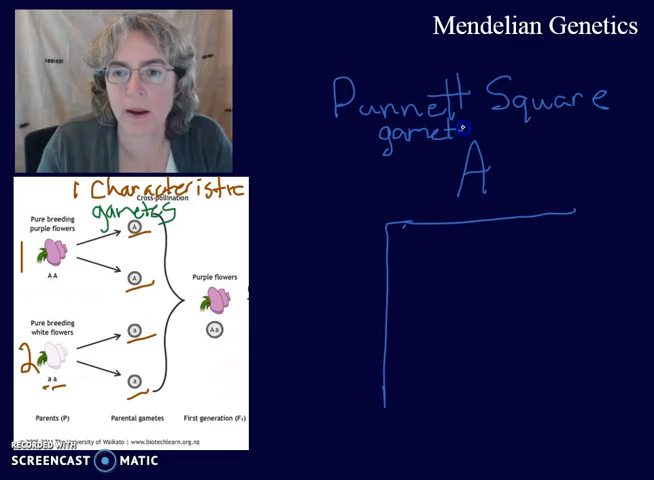 Mendelian Genetics
Punnett Square
gamet
A
1 Characteristic
Cross-pollination
gametes
Pure breeding
purple flowers
A
1
A A
A
Purple flowers
Pure breeding
white flowers
a
Aa
2
a a
a
Parents (P) Parental gametes First generation (F₁)
The University of Waikato | www.biotechlearn.org.nz
RECORDED WITH
SCREENCAST MATIC